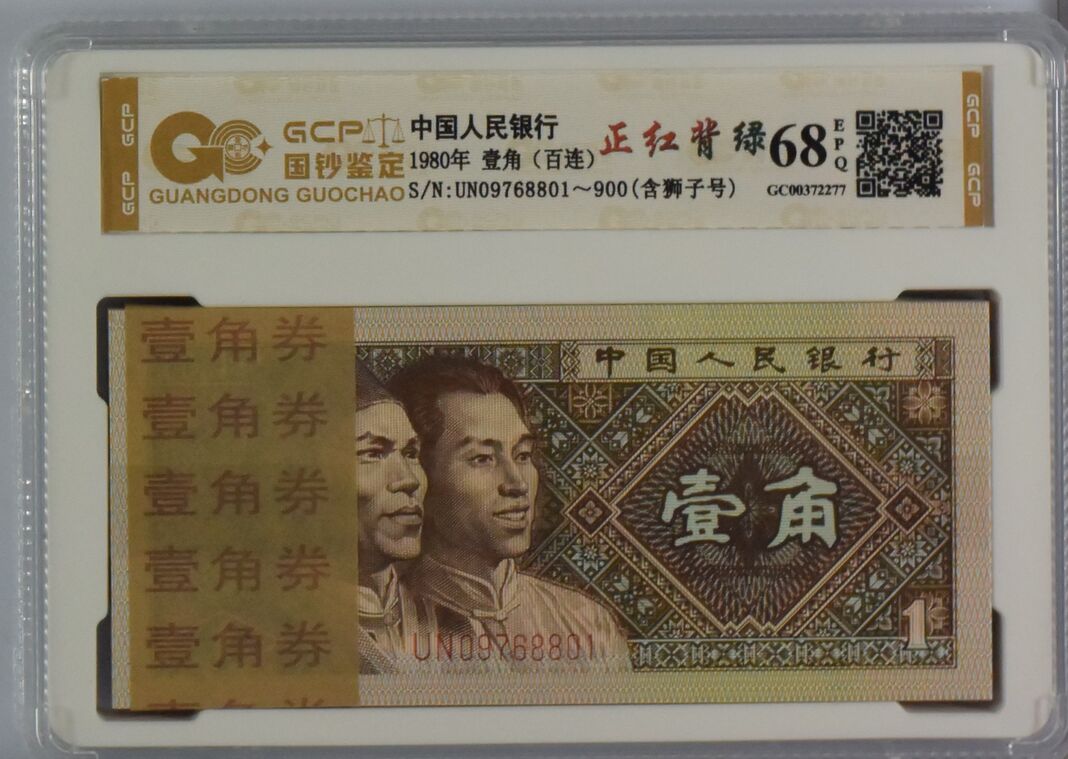 GCP
GCP
GCP
国钞鉴定
GUANGDONG GUOCHAO
中国人民银行
1980年 壹角（百连）
S/N:UN09768801～900(含狮子号)
正红背绿
68
EPQ
GC00372277
GCP
GCP
壹角券
壹角券
壹角券
壹角券
壹角券
中国人民银行
壹角
1
UN09768801